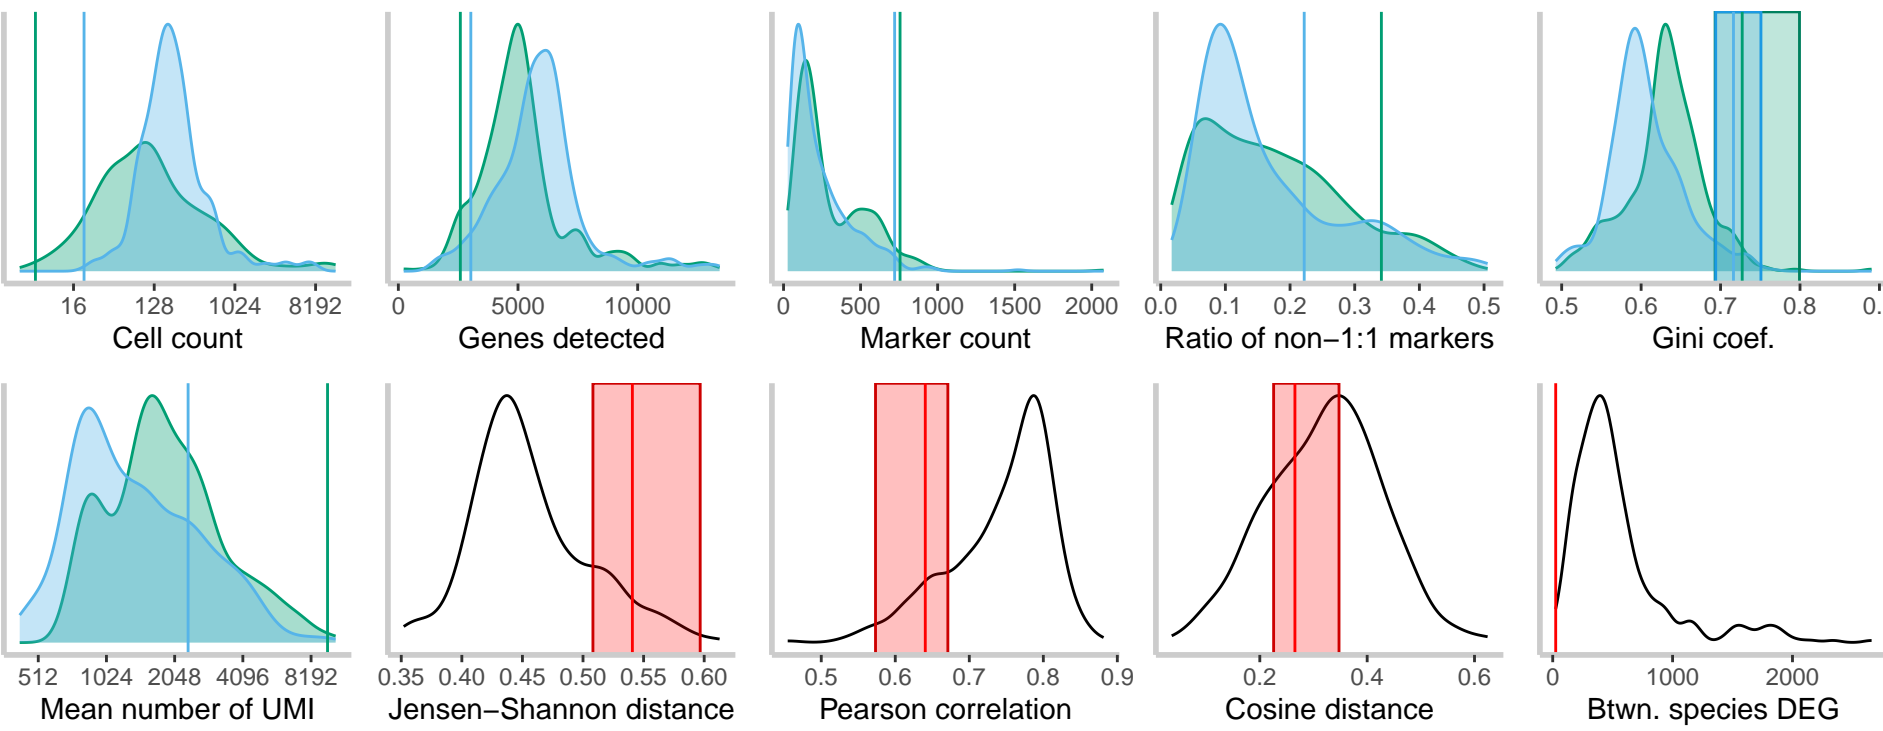 16 128 1024 8192
Cell count
0 5000 10000
Genes detected
0 500 1000 1500 2000
Marker count
0.0 0.1 0.2 0.3 0.4 0.5
Ratio of non−1:1 markers
0.5 0.6 0.7 0.8 0.
Gini coef.
512 1024 2048 4096 8192
Mean number of UMI
0.35 0.40 0.45 0.50 0.55 0.60
Jensen−Shannon distance
0.5 0.6 0.7 0.8 0.9
Pearson correlation
0.2 0.4 0.6
Cosine distance
0 1000 2000
Btwn. species DEG